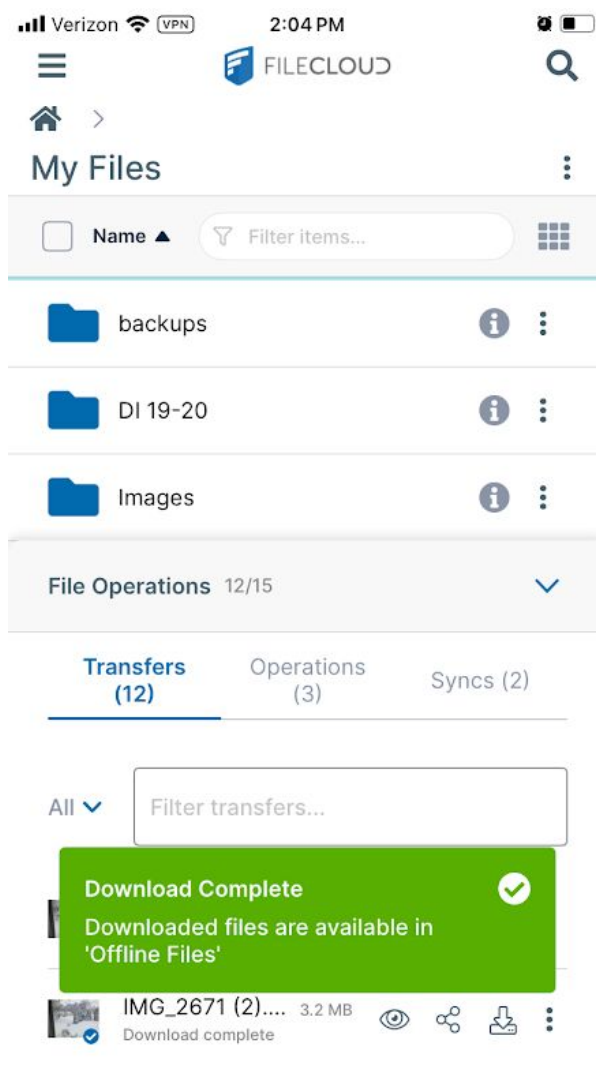 Verizon VPN 2:04 PM
FILECLOUD
My Files
Name Filter items...
backups
DI 19-20
Images
File Operations 12/15
Transfers (12)
Operations (3)
Syncs (2)
All Filter transfers...
Download Complete
Downloaded files are available in
'Offline Files'
IMG_2671 (2).... 3.2 MB
Download complete